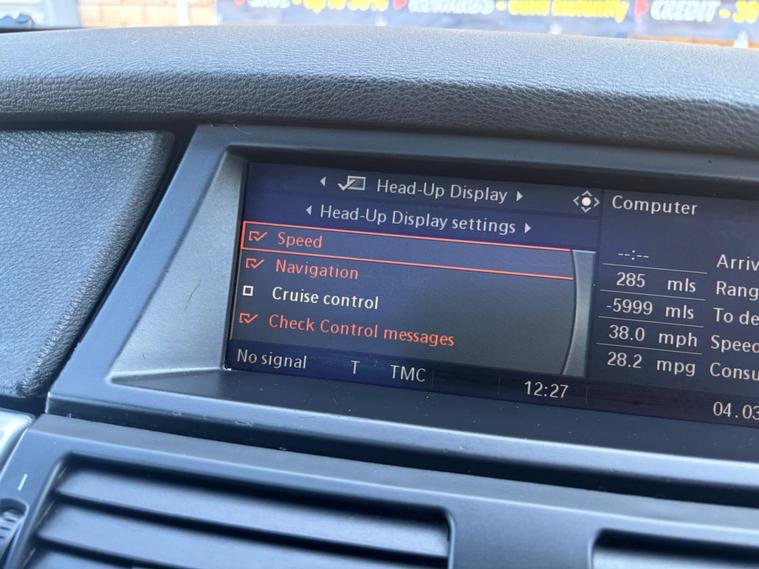 REWARDS
CREDIT
Head-Up Display
Head-Up Display settings
Speed
Navigation
Cruise control
Check Control messages
No signal T TMC 12:27
Computer
--:-- Arriv
285 mls Rang
-5999 mls To de
38.0 mph Speed
28.2 mpg Consu
04.03